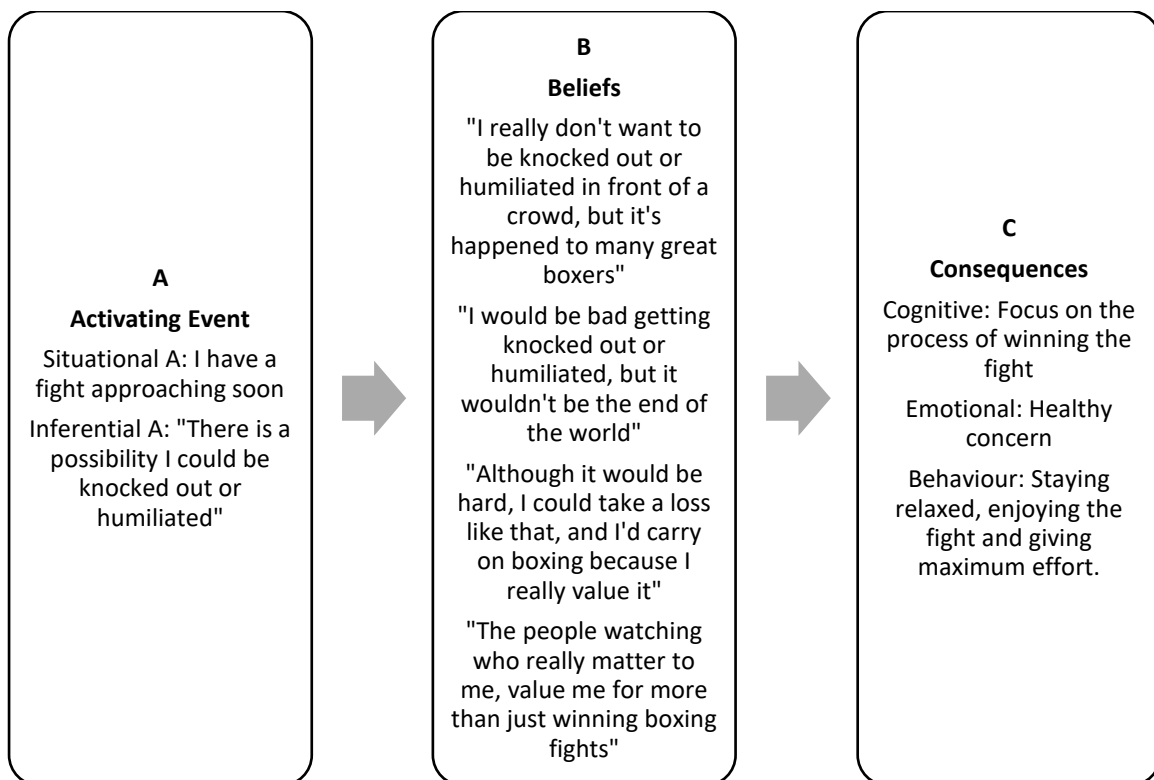 A
Activating Event
Situational A: I have a
fight approaching soon
Inferential A: "There is a
possibility I could be
knocked out or
humiliated"
B
Beliefs
"I really don't want to
be knocked out or
humiliated in front of a
crowd, but it's
happened to many great
boxers"
"I would be bad getting
knocked out or
humiliated, but it
wouldn't be the end of
the world"
"Although it would be
hard, I could take a loss
like that, and I'd carry
on boxing because I
really value it"
"The people watching
who really matter to
me, value me for more
than just winning boxing
fights"
C
Consequences
Cognitive: Focus on the
process of winning the
fight
Emotional: Healthy
concern
Behaviour: Staying
relaxed, enjoying the
fight and giving
maximum effort.